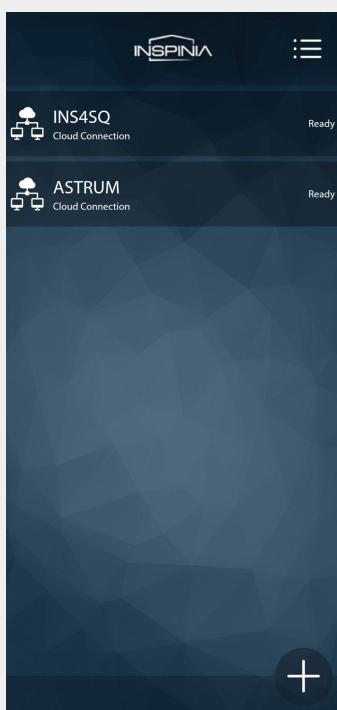 INSPINIA
INS4SQ
Cloud Connection
Ready
ASTRUM
Cloud Connection
Ready